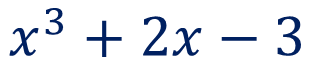 x³ + 2x − 3